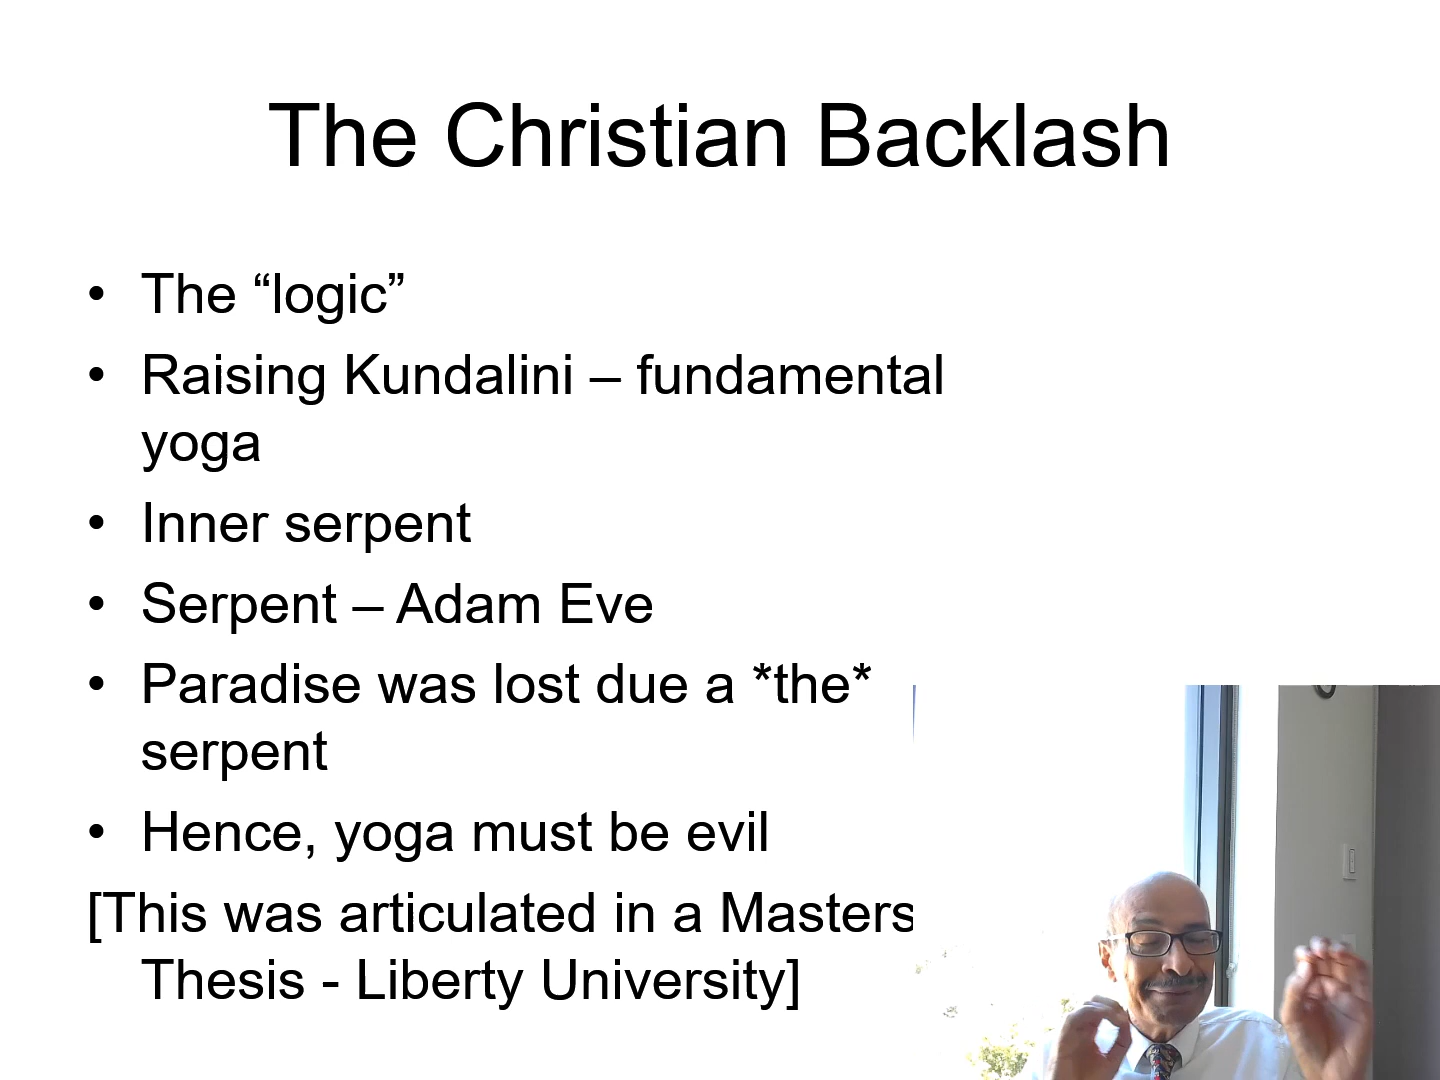 The Christian Backlash
• The “logic”
• Raising Kundalini – fundamental
yoga
• Inner serpent
• Serpent – Adam Eve
• Paradise was lost due a *the*
serpent
• Hence, yoga must be evil
[This was articulated in a Masters
Thesis - Liberty University]